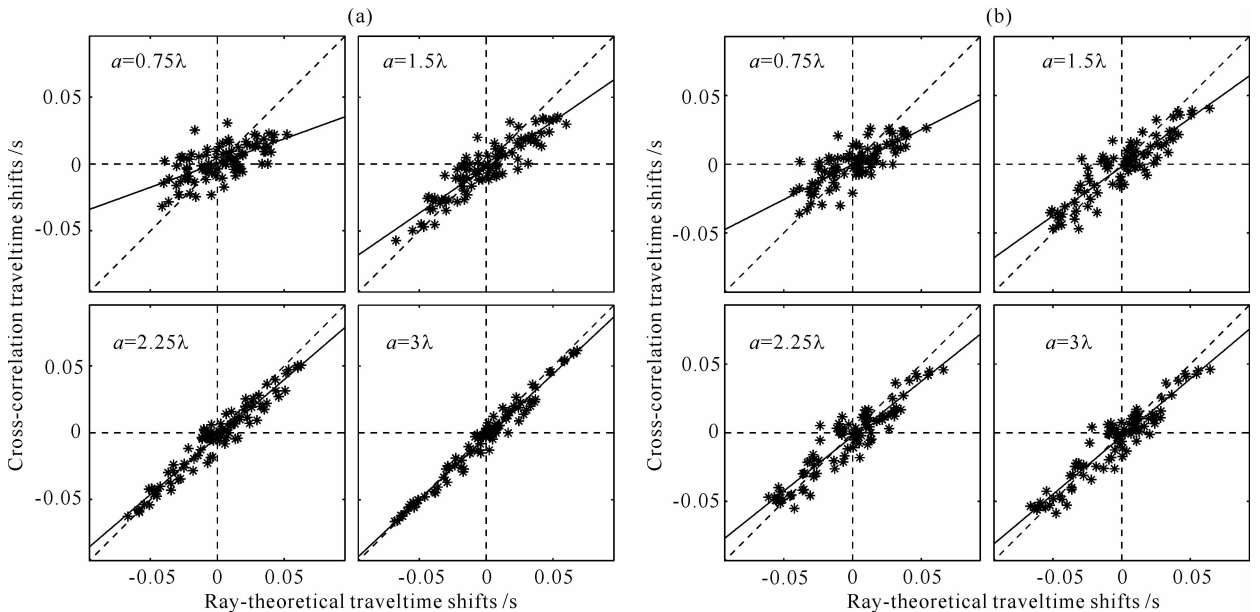 (a)
(b)
a=0.75λ
a=1.5λ
a=0.75λ
a=1.5λ
0.05
0
-0.05
0.05
0
-0.05
a=2.25λ
a=3λ
a=2.25λ
a=3λ
0.05
0
-0.05
0.05
0
-0.05
Cross-correlation traveltime shifts /s
Cross-correlation traveltime shifts /s
-0.05 0 0.05
-0.05 0 0.05
-0.05 0 0.05
-0.05 0 0.05
Ray-theoretical traveltime shifts /s
Ray-theoretical traveltime shifts /s